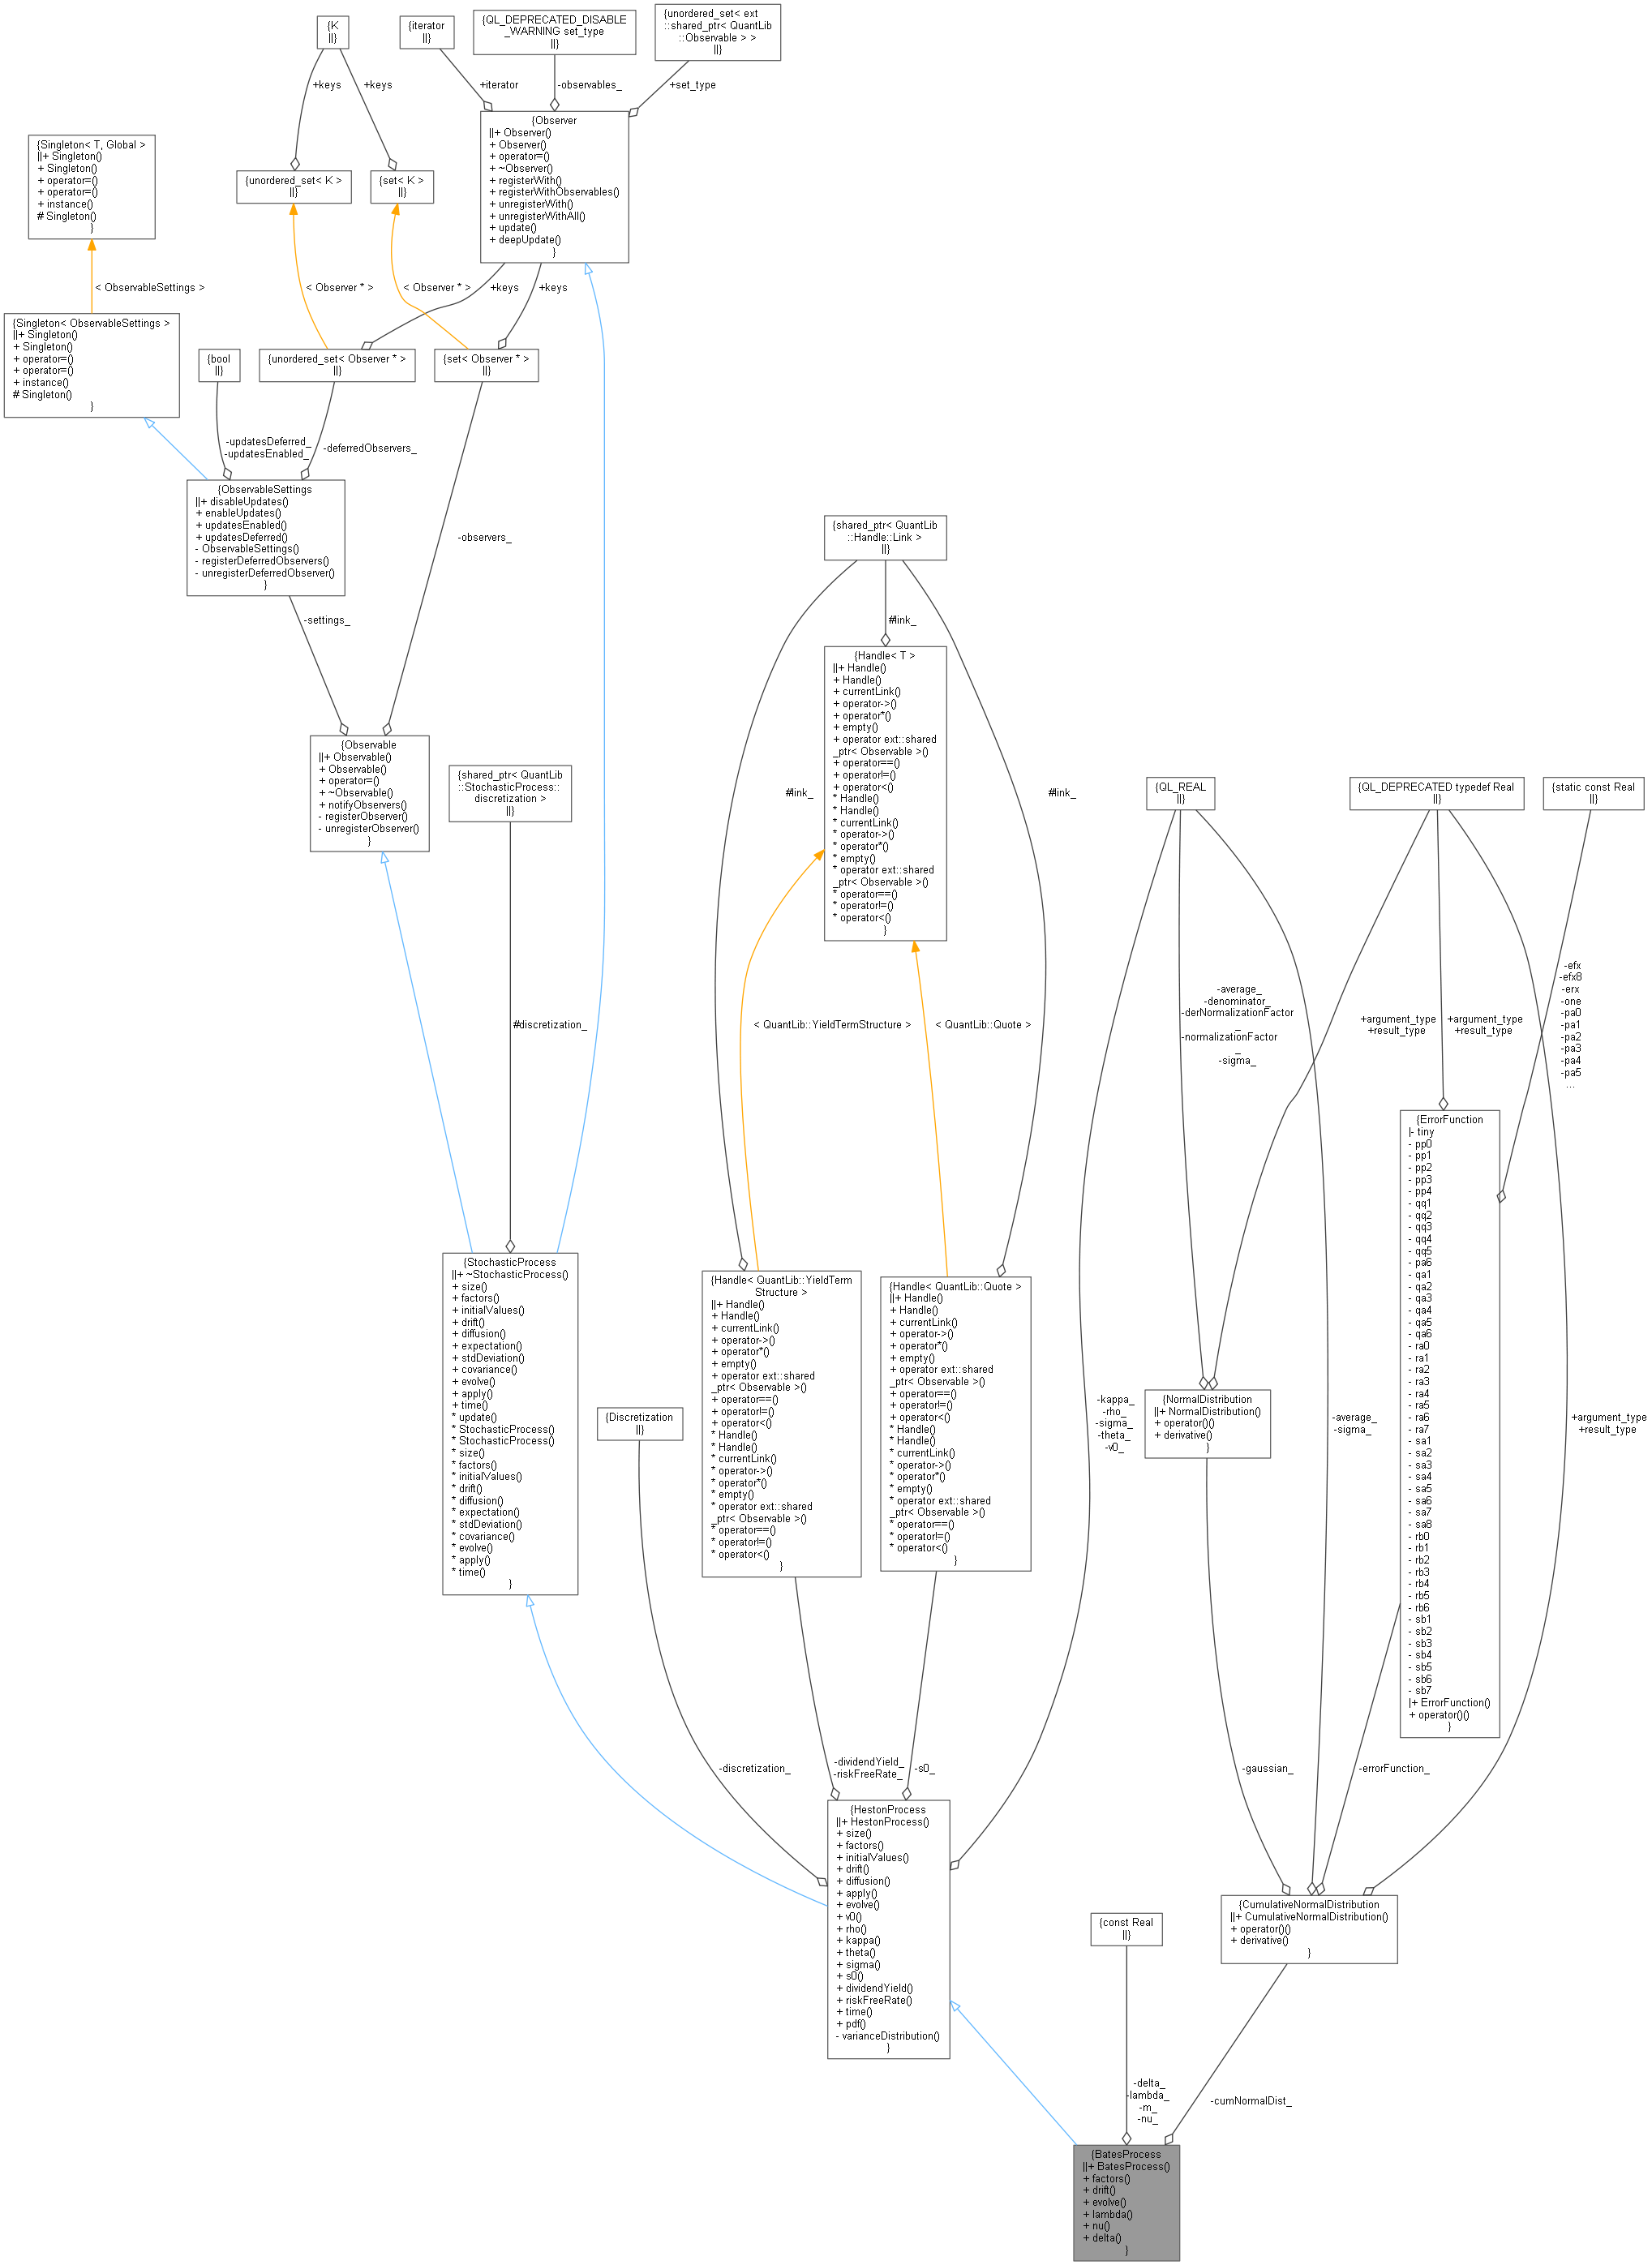 {K
||}
{iterator
||}
{QL_DEPRECATED_DISABLE
_WARNING set_type
||}
{unordered_set< ext
::shared_ptr< QuantLib
::Observable > >
||}
+keys
+keys
+iterator
-observables_
+set_type
{Singleton< T, Global >
||+ Singleton()
+ Singleton()
+ operator=()
+ operator=()
+ instance()
# Singleton()
}
{unordered_set< K >
||}
{set< K >
||}
{Observer
||+ Observer()
+ Observer()
+ operator=()
+ ~Observer()
+ registerWith()
+ registerWithObservables()
+ unregisterWith()
+ unregisterWithAll()
+ update()
+ deepUpdate()
}
< ObservableSettings >
< Observer * >
< Observer * >
+keys
+keys
{Singleton< ObservableSettings >
||+ Singleton()
+ Singleton()
+ operator=()
+ operator=()
+ instance()
# Singleton()
}
{bool
||}
{unordered_set< Observer * >
||}
{set< Observer * >
||}
-updatesDeferred_
-updatesEnabled_
-deferredObservers_
{ObservableSettings
||+ disableUpdates()
+ enableUpdates()
+ updatesEnabled()
+ updatesDeferred()
- ObservableSettings()
- registerDeferredObservers()
- unregisterDeferredObserver()
}
-observers_
{shared_ptr< QuantLib
::Handle::Link >
||}
-settings_
#link_
{Handle< T >
||+ Handle()
+ Handle()
+ currentLink()
+ operator->()
+ operator*()
+ empty()
+ operator ext::shared
_ptr< Observable >()
+ operator==()
+ operator!=()
+ operator<()
* Handle()
* Handle()
* currentLink()
* operator->()
* operator*()
* empty()
* operator ext::shared
_ptr< Observable >()
* operator==()
* operator!=()
* operator<()
}
{Observable
||+ Observable()
+ Observable()
+ operator=()
+ ~Observable()
+ notifyObservers()
- registerObserver()
- unregisterObserver()
}
{shared_ptr< QuantLib
::StochasticProcess::
discretization >
||}
#link_
#link_
{QL_REAL
||}
{QL_DEPRECATED typedef Real
||}
{static const Real
||}
#discretization_
< QuantLib::YieldTermStructure >
< QuantLib::Quote >
-average_
-denominator_
-derNormalizationFactor
_
-normalizationFactor
_
-sigma_
+argument_type
+result_type
+argument_type
+result_type
-efx
-efx8
-erx
-one
-pa0
-pa1
-pa2
-pa3
-pa4
-pa5
...
{ErrorFunction
|- tiny
- pp0
- pp1
- pp2
- pp3
- pp4
- qq1
- qq2
- qq3
- qq4
- qq5
- pa6
- qa1
- qa2
- qa3
- qa4
- qa5
- qa6
- ra0
- ra1
- ra2
- ra3
- ra4
- ra5
- ra6
- ra7
- sa1
- sa2
- sa3
- sa4
- sa5
- sa6
- sa7
- sa8
- rb0
- rb1
- rb2
- rb3
- rb4
- rb5
- rb6
- sb1
- sb2
- sb3
- sb4
- sb5
- sb6
- sb7
|+ ErrorFunction()
+ operator()()
}
{StochasticProcess
||+ ~StochasticProcess()
+ size()
+ factors()
+ initialValues()
+ drift()
+ diffusion()
+ expectation()
+ stdDeviation()
+ covariance()
+ evolve()
+ apply()
+ time()
* update()
* StochasticProcess()
* StochasticProcess()
* size()
* factors()
* initialValues()
* drift()
* diffusion()
* expectation()
* stdDeviation()
* covariance()
* evolve()
* apply()
* time()
}
{Discretization
||}
{Handle< QuantLib::YieldTerm
Structure >
||+ Handle()
+ Handle()
+ currentLink()
+ operator->()
+ operator*()
+ empty()
+ operator ext::shared
_ptr< Observable >()
+ operator==()
+ operator!=()
+ operator<()
* Handle()
* Handle()
* currentLink()
* operator->()
* operator*()
* empty()
* operator ext::shared
_ptr< Observable >()
* operator==()
* operator!=()
* operator<()
}
{Handle< QuantLib::Quote >
||+ Handle()
+ Handle()
+ currentLink()
+ operator->()
+ operator*()
+ empty()
+ operator ext::shared
_ptr< Observable >()
+ operator==()
+ operator!=()
+ operator<()
* Handle()
* Handle()
* currentLink()
* operator->()
* operator*()
* empty()
* operator ext::shared
_ptr< Observable >()
* operator==()
* operator!=()
* operator<()
}
-kappa_
-rho_
-sigma_
-theta_
-v0_
{NormalDistribution
||+ NormalDistribution()
+ operator()()
+ derivative()
}
-average_
-sigma_
+argument_type
+result_type
-discretization_
-dividendYield_
-riskFreeRate_
-s0_
-gaussian_
-errorFunction_
{HestonProcess
||+ HestonProcess()
+ size()
+ factors()
+ initialValues()
+ drift()
+ diffusion()
+ apply()
+ evolve()
+ v0()
+ rho()
+ kappa()
+ theta()
+ sigma()
+ s0()
+ dividendYield()
+ riskFreeRate()
+ time()
+ pdf()
- varianceDistribution()
}
{const Real
||}
{CumulativeNormalDistribution
||+ CumulativeNormalDistribution()
+ operator()()
+ derivative()
}
-delta_
-lambda_
-m_
-nu_
-cumNormalDist_
{BatesProcess
||+ BatesProcess()
+ factors()
+ drift()
+ evolve()
+ lambda()
+ nu()
+ delta()
}